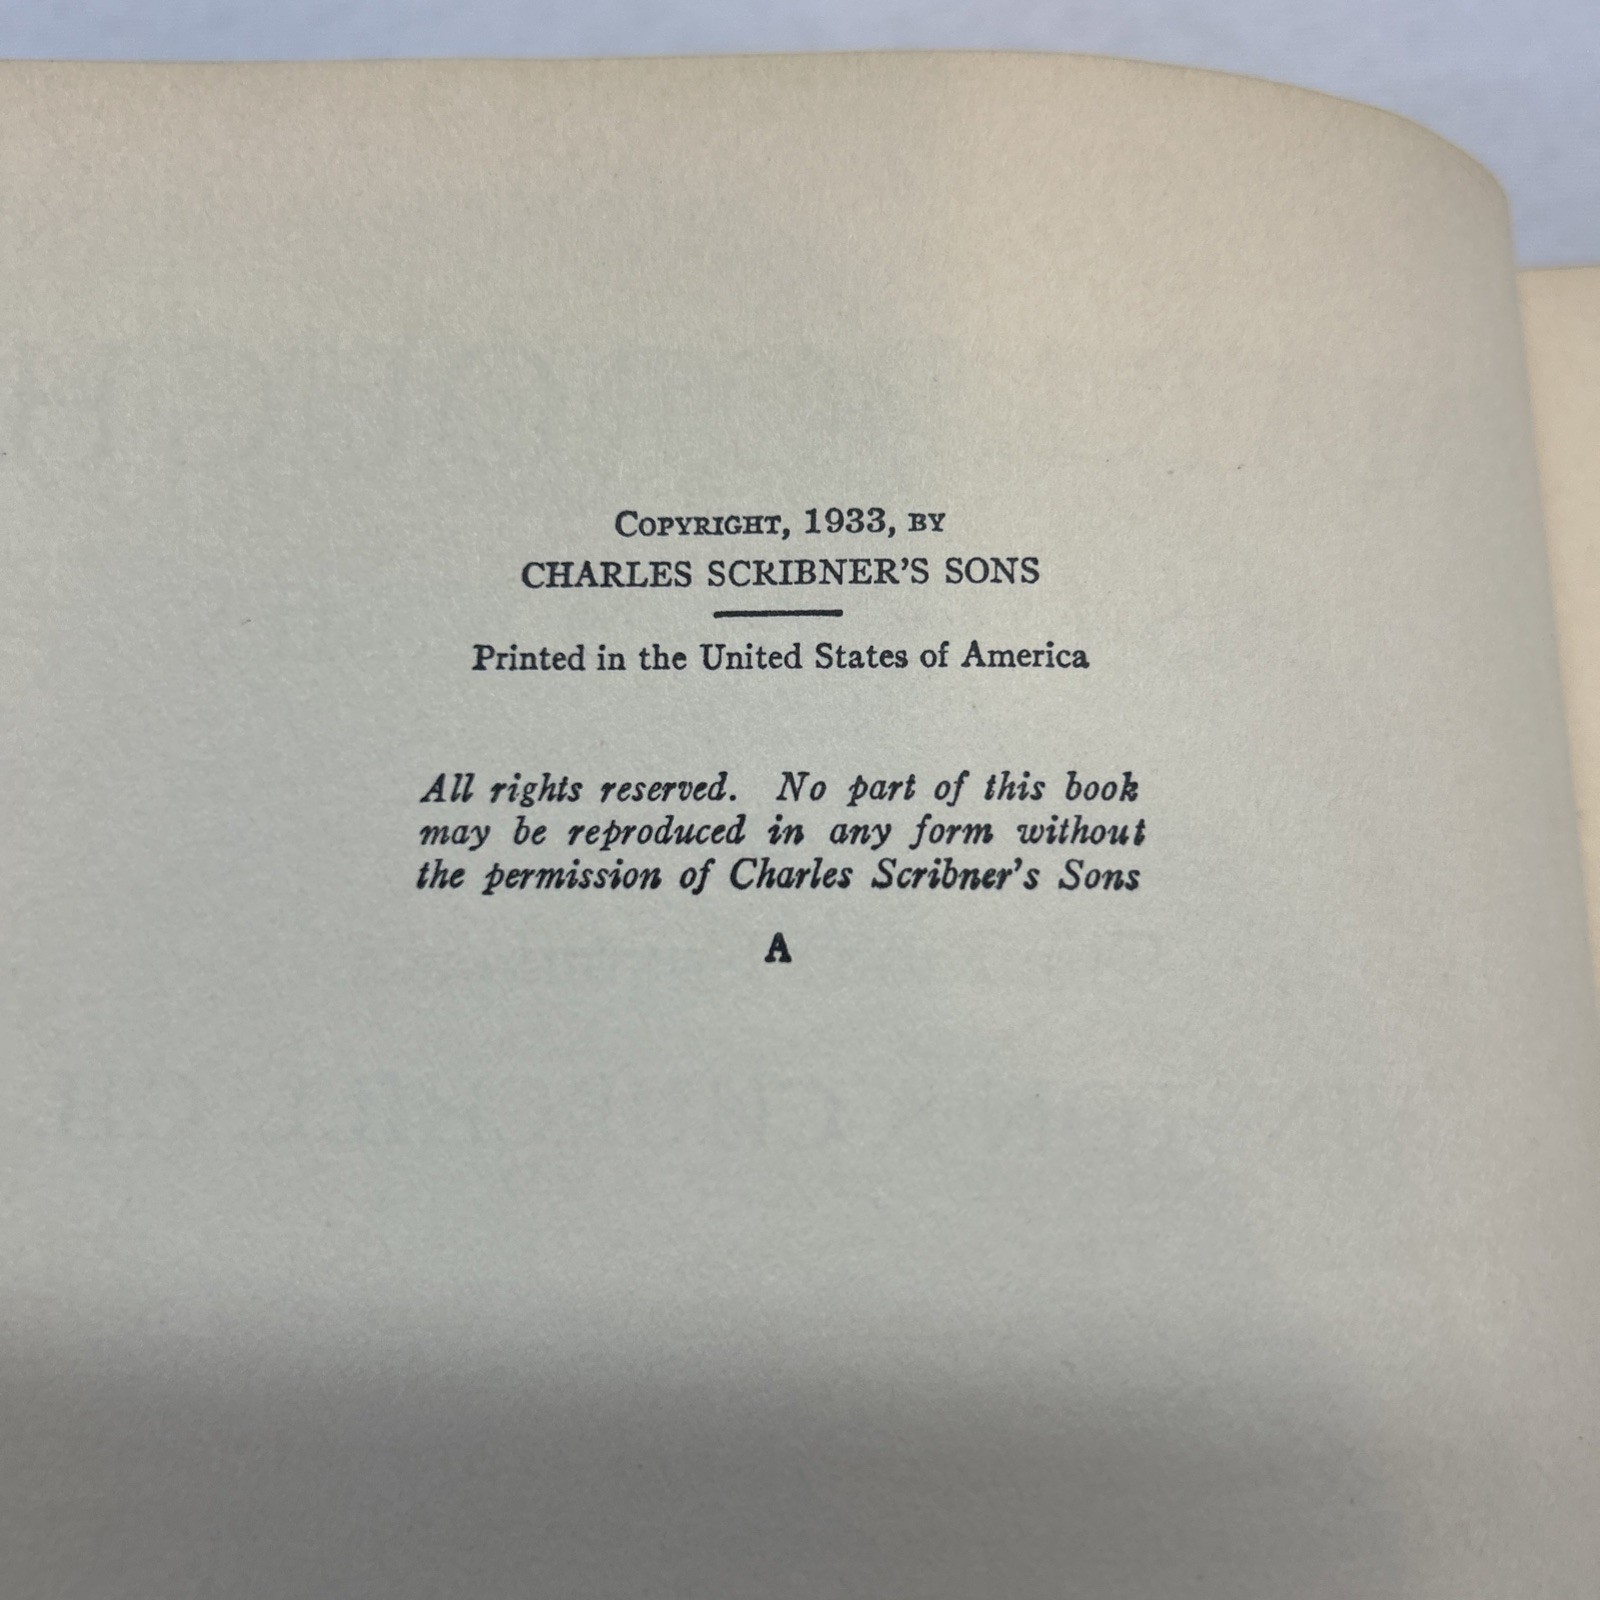 Copyright, 1933, by
CHARLES SCRIBNER'S SONS
Printed in the United States of America
All rights reserved. No part of this book
may be reproduced in any form without
the permission of Charles Scribner's Sons
A